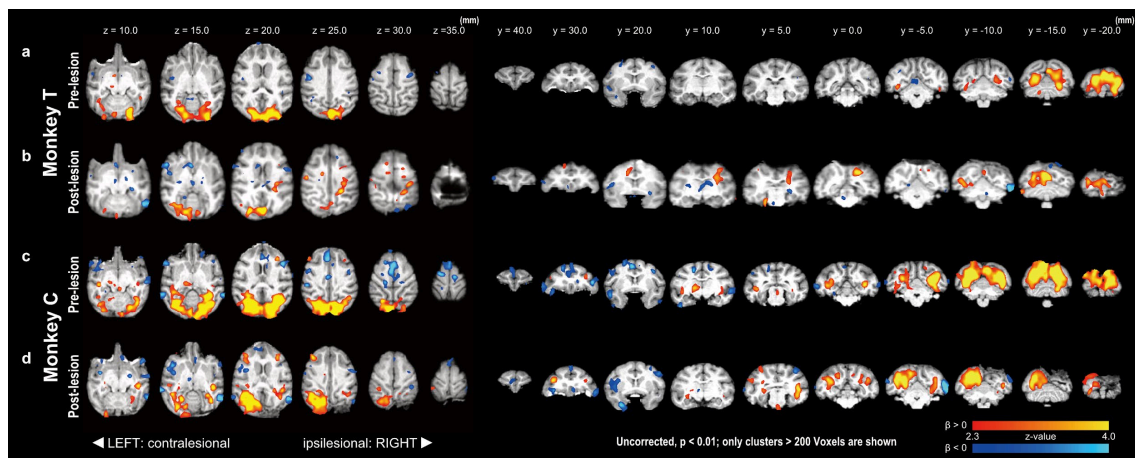 (mm) (mm)
z = 10.0 z = 15.0 z = 20.0 z = 25.0 z = 30.0 z =35.0 y = 40.0 y = 30.0 y = 20.0 y = 10.0 y = 5.0 y = 0.0 y = -5.0 y = -10.0 y = -15.0 y = -20.0
a
Monkey T
Pre-lesion
b
Post-lesion
c
Monkey C
Pre-lesion
d
Post-lesion
◀ LEFT: contralesional ipsilesional: RIGHT ▶ Uncorrected, p < 0.01; only clusters > 200 Voxels are shown
β > 0
2.3 z-value 4.0
β < 0